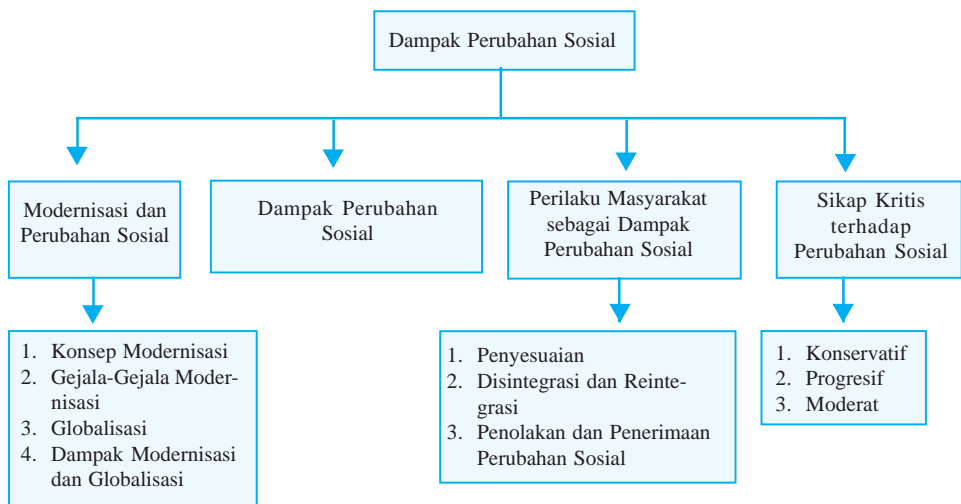 Dampak Perubahan Sosial
Modernisasi dan
Perubahan Sosial
Dampak Perubahan
Sosial
Perilaku Masyarakat
sebagai Dampak
Perubahan Sosial
Sikap Kritis
terhadap
Perubahan Sosial
1. Konsep Modernisasi
2. Gejala-Gejala Moder-
nisasi
3. Globalisasi
4. Dampak Modernisasi
dan Globalisasi
1. Penyesuaian
2. Disintegrasi dan Reinte-
grasi
3. Penolakan dan Penerimaan
Perubahan Sosial
1. Konservatif
2. Progresif
3. Moderat